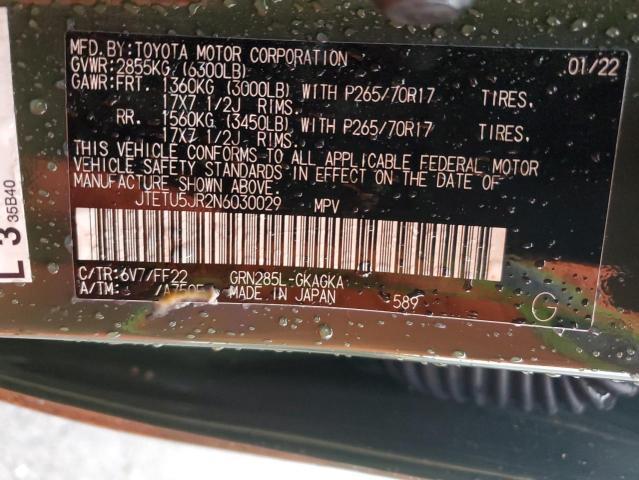 MFD.BY:TOYOTA MOTOR CORPORATION 01/22
GVWR:2855KG (6300LB)
GAWR:FRT. 1360KG (3000LB) WITH P265/70R17 TIRES.
17X7 1/2J RIMS.
RR. 1560KG (3450LB) WITH P265/70R17 TIRES.
17X7 1/2J RIMS.
THIS VEHICLE CONFORMS TO ALL APPLICABLE FEDERAL MOTOR
VEHICLE SAFETY STANDARDS IN EFFECT ON THE DATE OF
MANUFACTURE SHOWN ABOVE.
JTETU5JR2N6030029 MPV
C/TR:6V7/FF22 GRN285L-GKAGKA
A/TM: MADE IN JAPAN 589 G
L 3 35B40